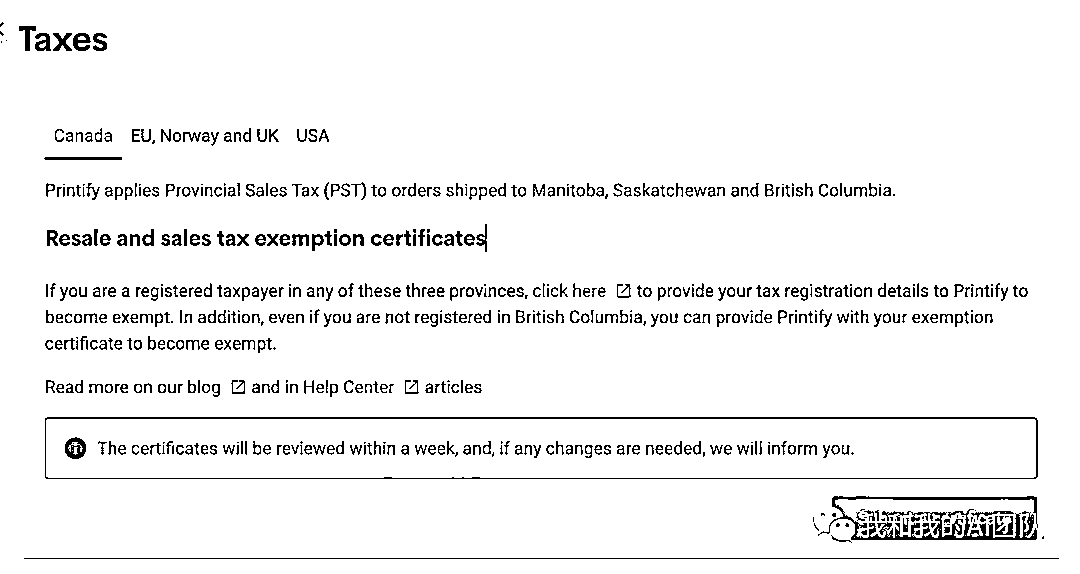 Taxes
Canada EU, Norway and UK USA
Printify applies Provincial Sales Tax (PST) to orders shipped to Manitoba, Saskatchewan and British Columbia.
Resale and sales tax exemption certificates
If you are a registered taxpayer in any of these three provinces, click here to provide your tax registration details to Printify to
become exempt. In addition, even if you are not registered in British Columbia, you can provide Printify with your exemption
certificate to become exempt.
Read more on our blog and in Help Center articles
The certificates will be reviewed within a week, and, if any changes are needed, we will inform you.
我和我的AI团队